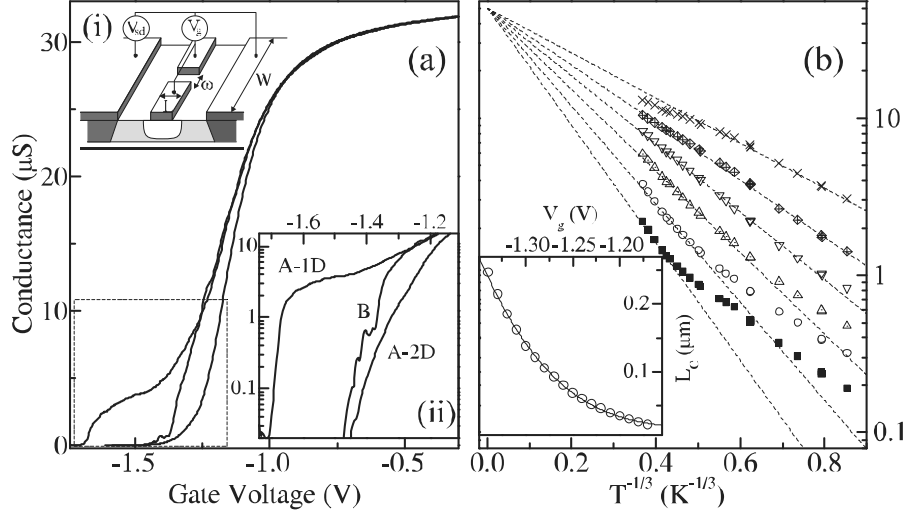 (i)
V_sd
V_g
W
ω
L
(a)
30
20
10
0
Conductance (μS)
-1.5
-1.0
-0.5
Gate Voltage (V)
-1.6
-1.4
-1.2
10
1
0.1
A-1D
B
A-2D
(ii)
(b)
10
1
0.1
0.0
0.2
0.4
0.6
0.8
T^-1/3 (K^-1/3)
V_g (V)
-1.30
-1.25
-1.20
0.2
0.1
L_C (μm)